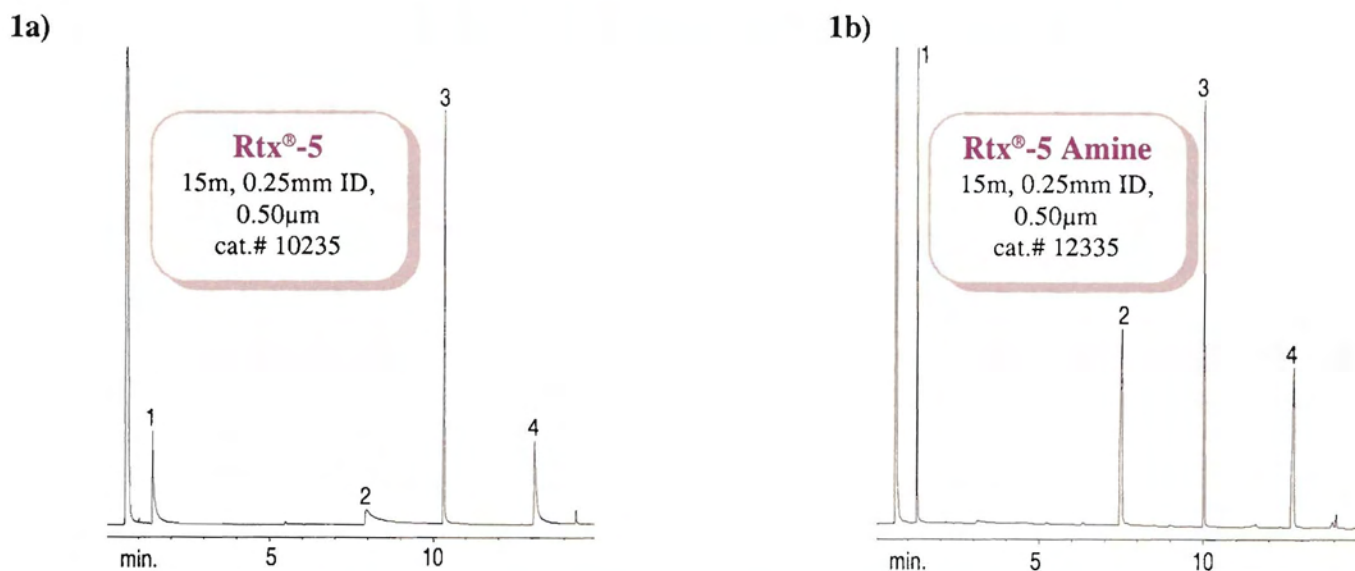 1a)
Rtx®-5
15m, 0.25mm ID,
0.50µm
cat.# 10235
1
2
3
4
min. 5 10
1b)
Rtx®-5 Amine
15m, 0.25mm ID,
0.50µm
cat.# 12335
1
2
3
4
min. 5 10